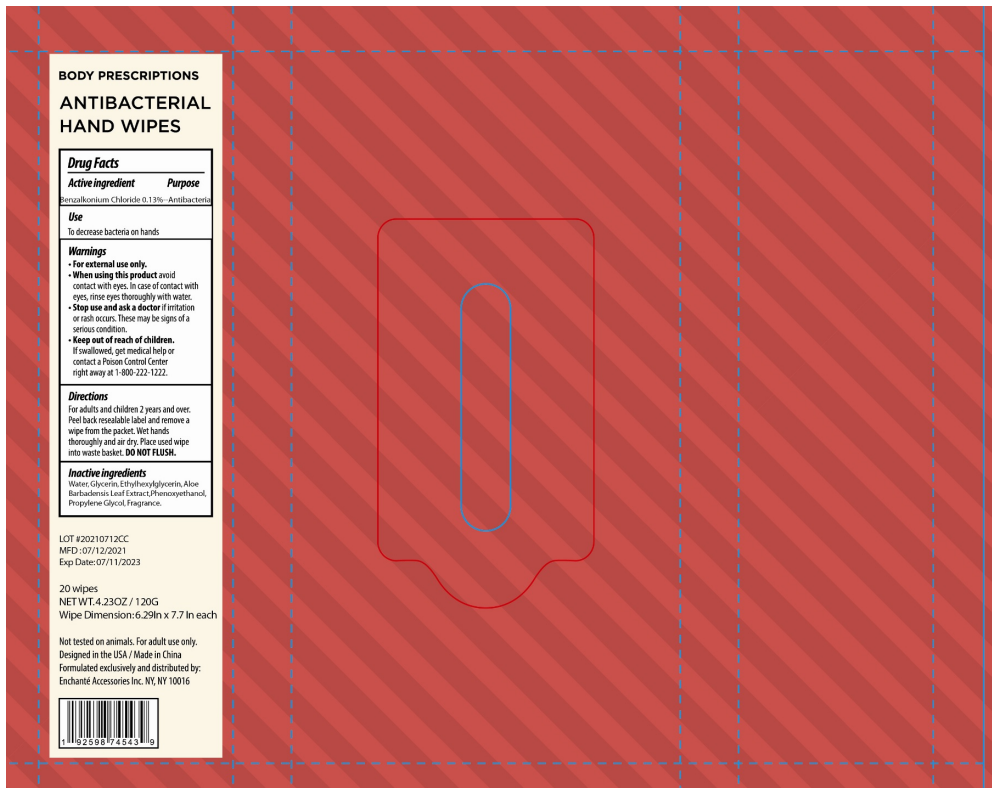 BODY PRESCRIPTIONS
ANTIBACTERIAL
HAND WIPES
Drug Facts
Active ingredient Purpose
Benzalkonium Chloride 0.13%--Antibacteria
Use
To decrease bacteria on hands
Warnings
• For external use only.
• When using this product avoid
contact with eyes. In case of contact with
eyes, rinse eyes thoroughly with water.
• Stop use and ask a doctor if irritation
or rash occurs. These may be signs of a
serious condition.
• Keep out of reach of children.
If swallowed, get medical help or
contact a Poison Control Center
right away at 1-800-222-1222.
Directions
For adults and children 2 years and over.
Peel back resealable label and remove a
wipe from the packet. Wet hands
thoroughly and air dry. Place used wipe
into waste basket. DO NOT FLUSH.
Inactive ingredients
Water, Glycerin, Ethylhexylglycerin, Aloe
Barbadensis Leaf Extract,Phenoxyethanol,
Propylene Glycol, Fragrance.
LOT #20210712CC
MFD : 07/12/2021
Exp Date: 07/11/2023
20 wipes
NET WT. 4.23OZ / 120G
Wipe Dimension: 6.29In x 7.7 In each
Not tested on animals. For adult use only.
Designed in the USA / Made in China
Formulated exclusively and distributed by:
Enchanté Accessories Inc. NY, NY 10016
1 92598 74543 9